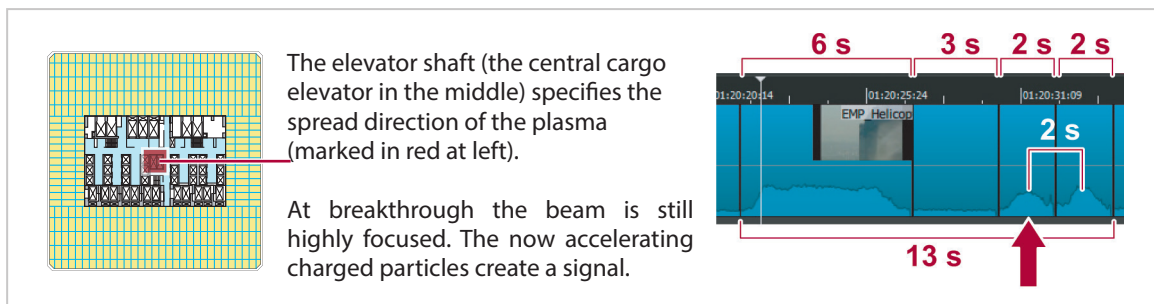 The elevator shaft (the central cargo
elevator in the middle) specifies the
spread direction of the plasma
(marked in red at left).
At breakthrough the beam is still
highly focused. The now accelerating
charged particles create a signal.
6 s 3 s 2 s 2 s
01:20:20:14 01:20:25:24 01:20:31:09
EMP_Helicop
2 s
13 s